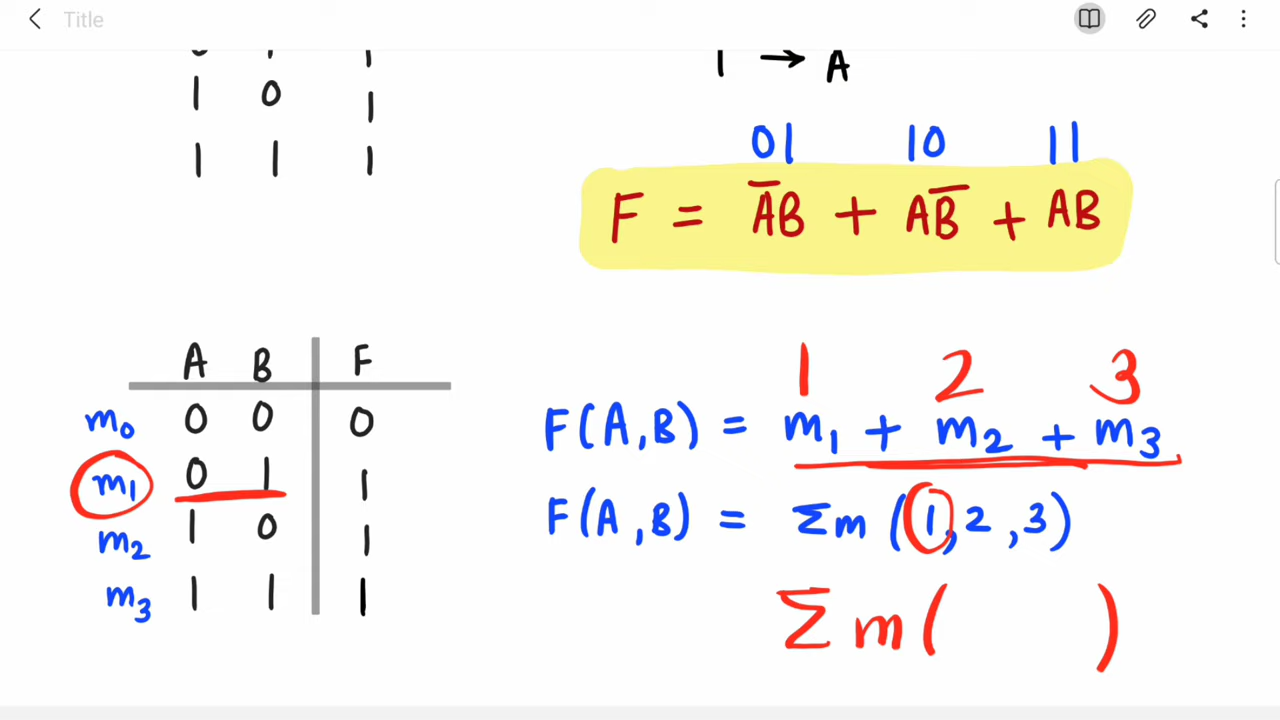 Title
1 → A
1 0 1
1 1 1
01 10 11
F = A̅B + AB̅ + AB
A B F
m₀ 0 0 0
m₁ 0 1 1
m₂ 1 0 1
m₃ 1 1 1
1 2 3
F(A,B) = m₁ + m₂ + m₃
F(A,B) = Σm (1,2,3)
Σm( )